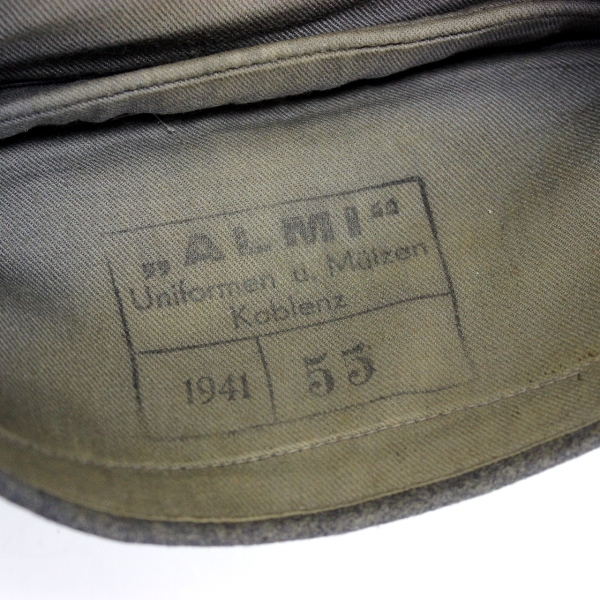 „ALMI“
Uniformen u. Mützen
Koblenz
1941 55